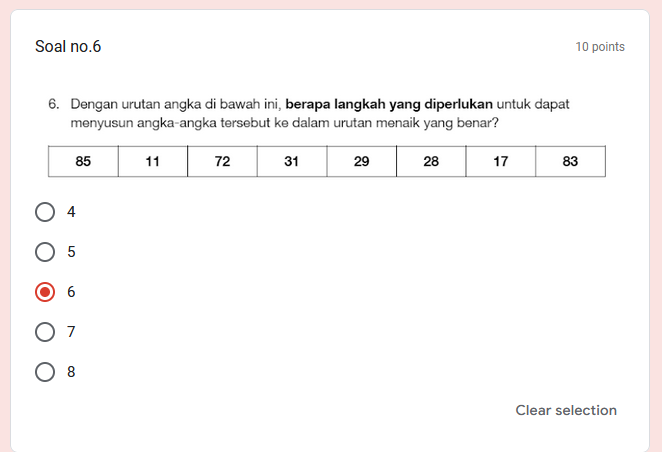 Soal no.6
10 points
6. Dengan urutan angka di bawah ini, berapa langkah yang diperlukan untuk dapat
menyusun angka-angka tersebut ke dalam urutan menaik yang benar?
85 11 72 31 29 28 17 83
4
5
6
7
8
Clear selection